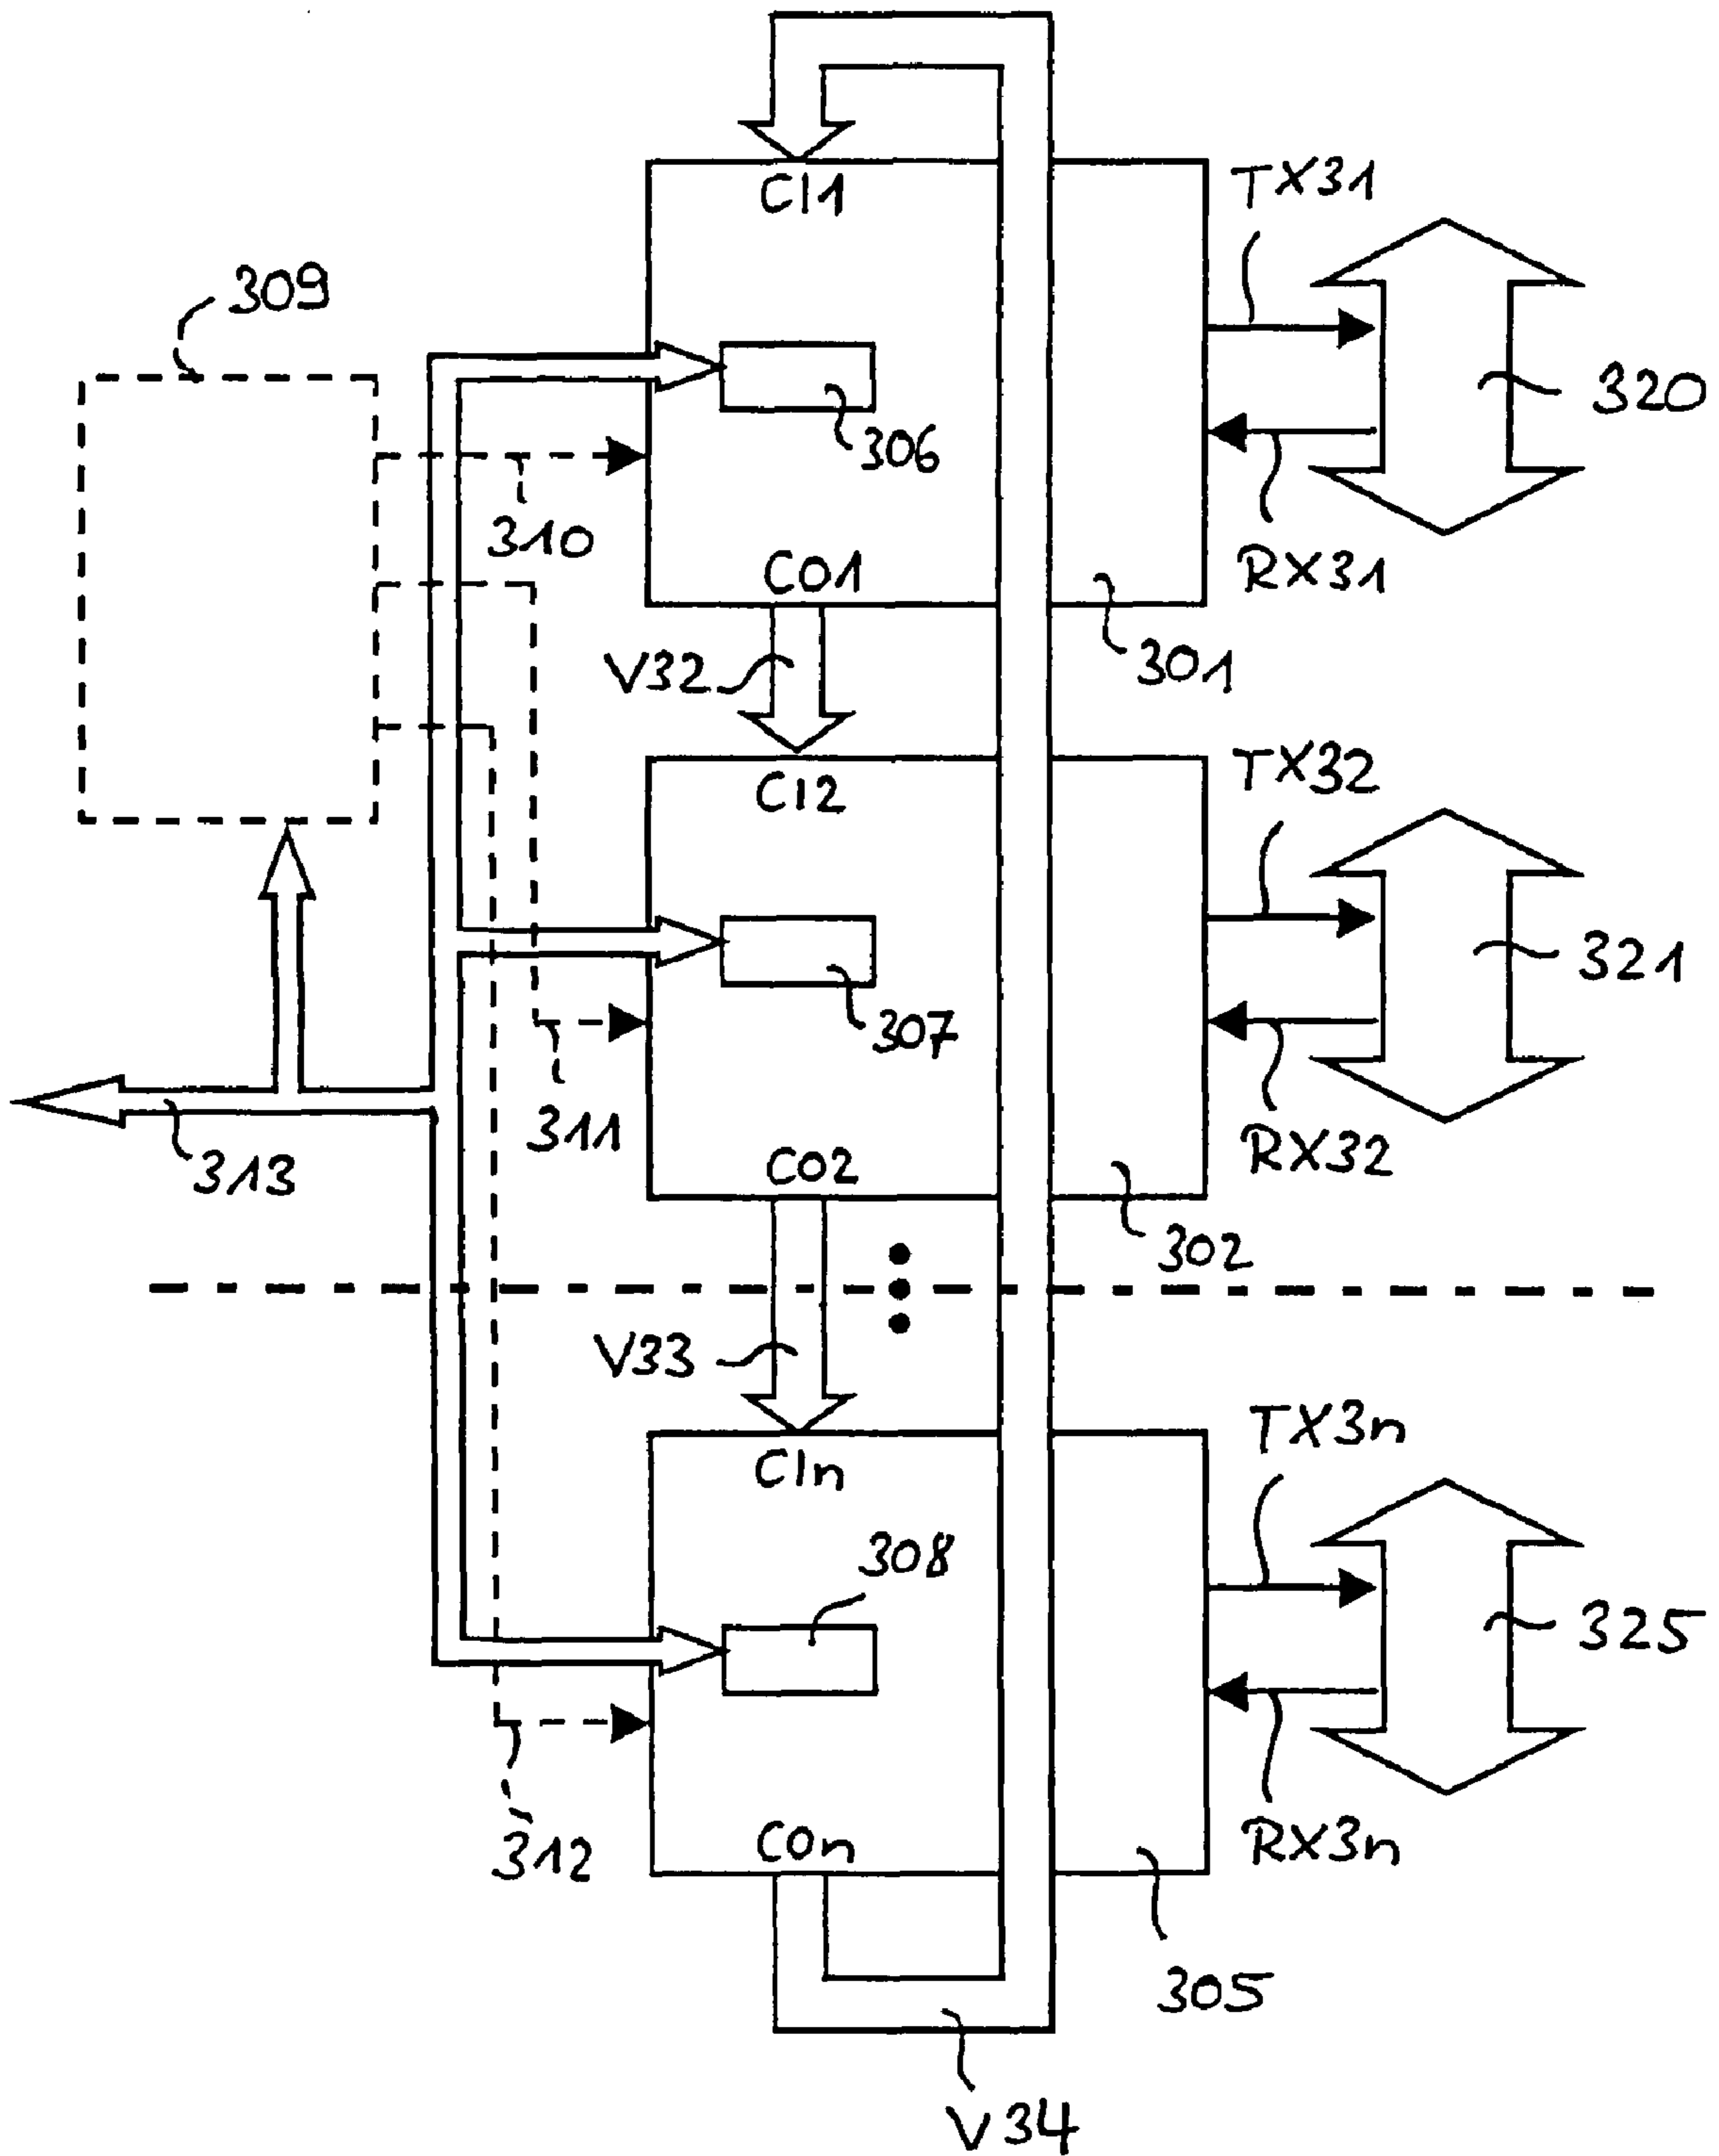 CI1
TX31
309
320
306
310
CO1
RX31
V32
301
CI2
TX32
321
307
311
CO2
RX32
313
302
V33
TX3n
CIn
308
325
COn
RX3n
312
305
V34